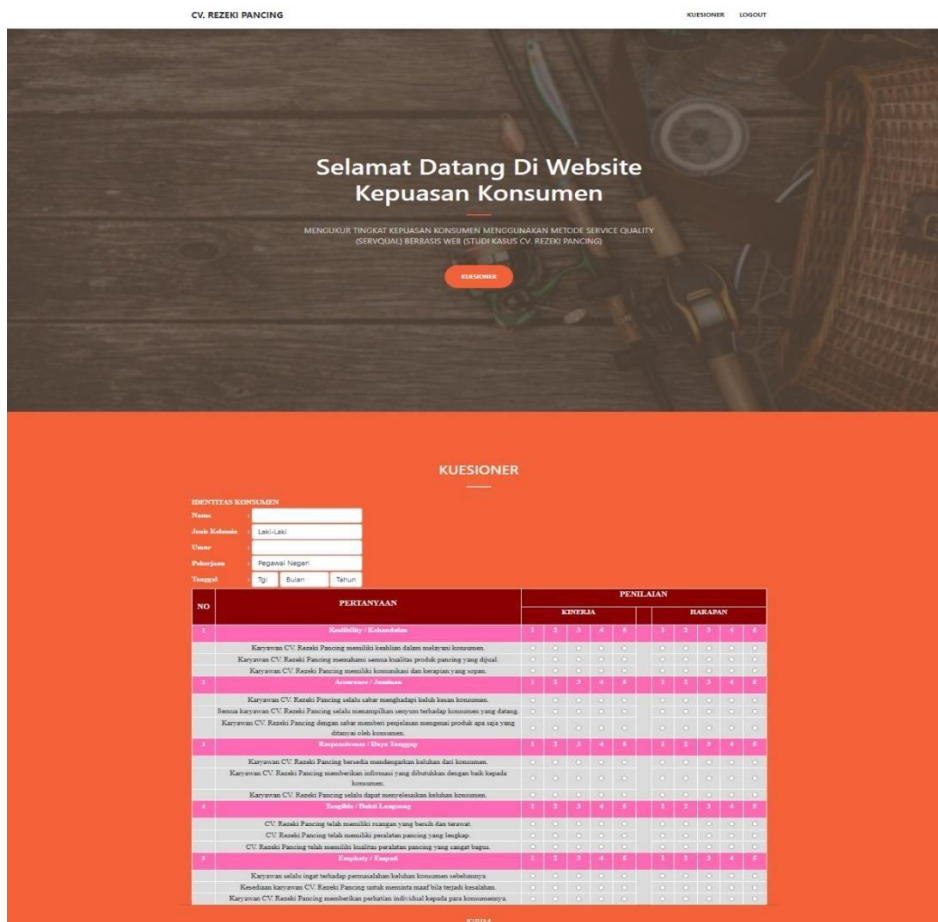 CV. REZEKI PANCING
KUESIONER LOGOUT
Selamat Datang Di Website
Kepuasan Konsumen
MENGUKUR TINGKAT KEPUASAN KONSUMEN MENGGUNAKAN METODE SERVICE QUALITY
(SERVQUAL) BERBASIS WEB (STUDI KASUS CV. REZEKI PANCING)
KUESIONER
KUESIONER
IDENTITAS KONSUMEN
Nama :
Jenis Kelamin : Laki-Laki
Umur :
Pekerjaan : Pegawai Negeri
Tanggal : Tgl Bulan Tahun
NO PERTANYAAN PENILAIAN
KINERJA HARAPAN
1 Realibility / Kehandalan 1 2 3 4 5 1 2 3 4 5
Karyawan CV. Rezeki Pancing memiliki keahlian dalam melayani konsumen.
Karyawan CV. Rezeki Pancing memahami semua kualitas produk pancing yang dijual.
Karyawan CV. Rezeki Pancing memiliki komunikasi dan kerapian yang sopan.
2 Assurance / Jaminan 1 2 3 4 5 1 2 3 4 5
Karyawan CV. Rezeki Pancing selalu sabar menghadapi keluh kesan konsumen.
Semua karyawan CV. Rezeki Pancing selalu menampilkan senyum terhadap konsumen yang datang.
Karyawan CV. Rezeki Pancing dengan sabar memberi penjelasan mengenai produk apa saja yang
ditanyai oleh konsumen.
3 / Daya Tanggap 1 2 3 4 5 1 2 3 4 5
Karyawan CV. Rezeki Pancing bersedia mendengarkan keluhan dari konsumen.
Karyawan CV. Rezeki Pancing memberikan informasi yang dibutuhkan dengan baik kepada
konsumen.
Karyawan CV. Rezeki Pancing selalu dapat menyelesaikan keluhan konsumen.
4 Tangible / Bukti Langsung 1 2 3 4 5 1 2 3 4 5
CV. Rezeki Pancing telah memiliki ruangan yang bersih dan terawat.
CV. Rezeki Pancing telah memiliki peralatan pancing yang lengkap.
CV. Rezeki Pancing telah memiliki kualitas peralatan pancing yang sangat bagus.
5 Emphaty / Empati 1 2 3 4 5 1 2 3 4 5
Karyawan selalu ingat terhadap permasalahan keluhan konsumen sebelumnya
Kesediaan karyawan CV. Rezeki Pancing untuk meminta maaf bila terjadi kesalahan.
Karyawan CV. Rezeki Pancing memberikan perhatian individual kepada para konsumennya.
KIRIM